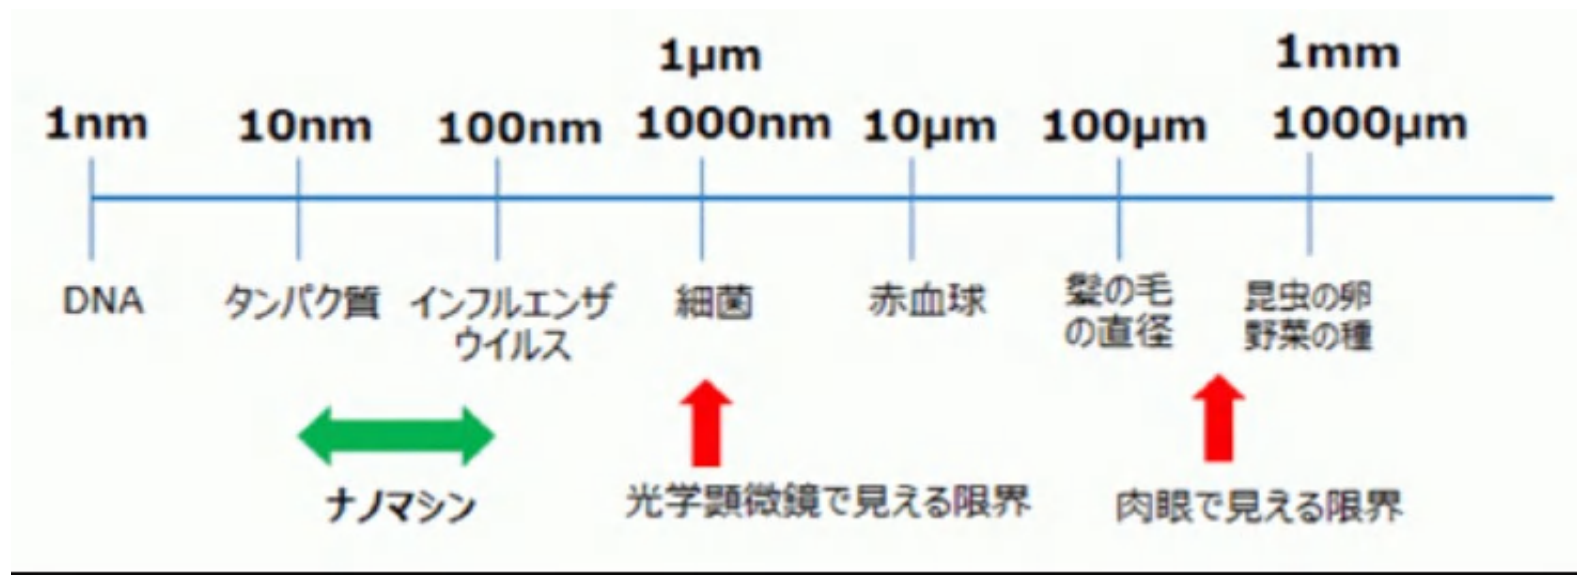 1μm
1mm
1nm
10nm
100nm
1000nm
10μm
100μm
1000μm
DNA
タンパク質
インフルエンザ
ウイルス
細菌
赤血球
髪の毛
の直径
昆虫の卵
野菜の種
ナノマシン
光学顕微鏡で見える限界
肉眼で見える限界